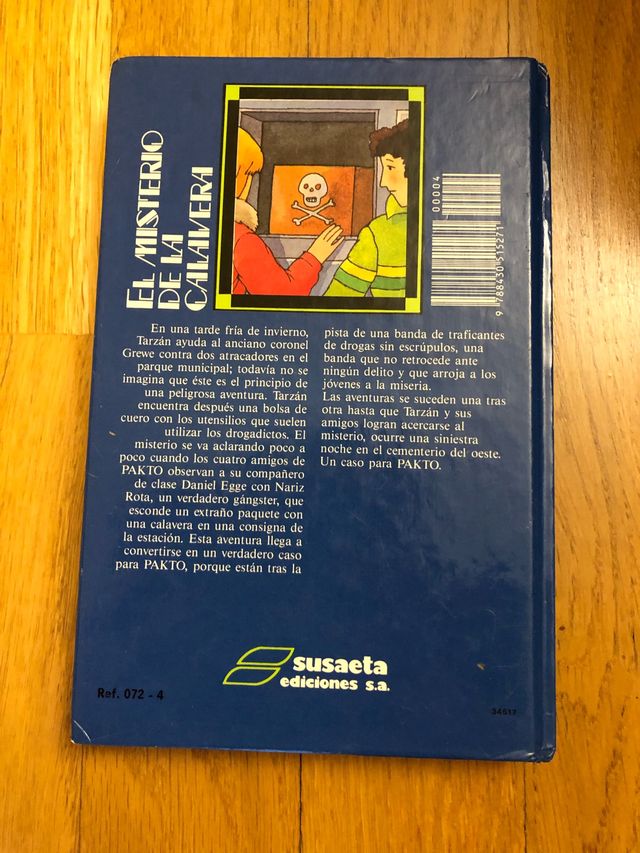 EL MISTERIO
DE LA
CALAVERA
00004
9 788430 515271
En una tarde fría de invierno,
Tarzán ayuda al anciano coronel
Grewe contra dos atracadores en el
parque municipal; todavía no se
imagina que éste es el principio de
una peligrosa aventura. Tarzán
encuentra después una bolsa de
cuero con los utensilios que suelen
utilizar los drogadictos. El
misterio se va aclarando poco a
poco cuando los cuatro amigos de
PAKTO observan a su compañero
de clase Daniel Egge con Nariz
Rota, un verdadero gángster, que
esconde un extraño paquete con
una calavera en una consigna de
la estación. Esta aventura llega a
convertirse en un verdadero caso
para PAKTO, porque están tras la
pista de una banda de traficantes
de drogas sin escrúpulos, una
banda que no retrocede ante
ningún delito y que arroja a los
jóvenes a la miseria.
Las aventuras se suceden una tras
otra hasta que Tarzán y sus
amigos logran acercarse al
misterio, ocurre una siniestra
noche en el cementerio del oeste.
Un caso para PAKTO.
susaeta
ediciones s.a.
Ref. 072 - 4
34517